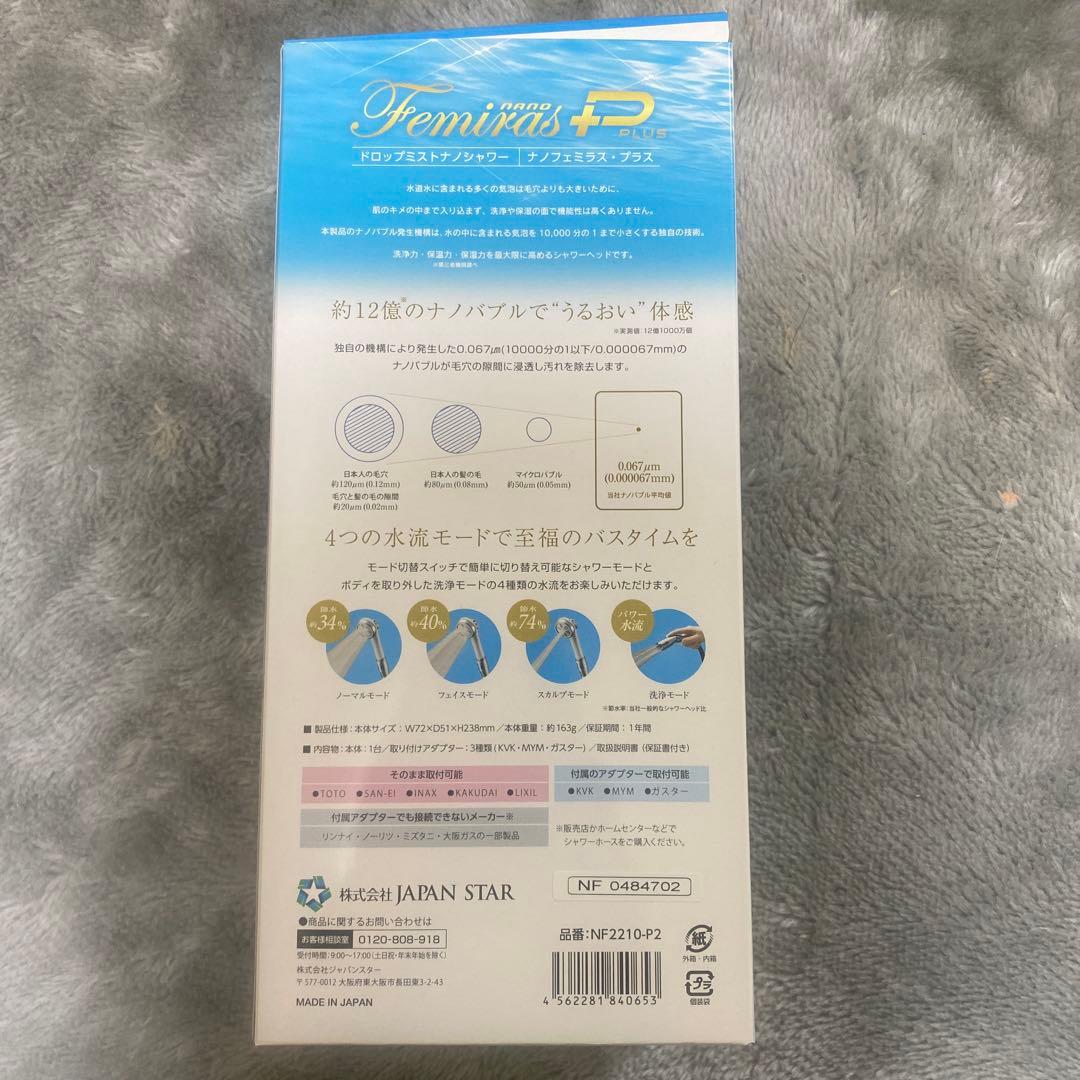 Femiras NANO P PLUS
ドロップミストナノシャワー ナノフェミラス・プラス
水道水に含まれる多くの気泡は毛穴よりも大きいために、
肌のキメの中まで入り込まず、洗浄や保湿の面で機能性は高くありません。
本製品のナノバブル発生機構は、水の中に含まれる気泡を10,000分の1まで小さくする独自の技術。
洗浄力・保温力・保湿力を最大限に高めるシャワーヘッドです。
※第三者機関調べ
約12億※のナノバブルで“うるおい”体感
※実測値：12億1000万個
独自の機構により発生した0.067㎛(10000分の1以下/0.000067mm)の
ナノバブルが毛穴の隙間に浸透し汚れを除去します。
日本人の毛穴
約120μm(0.12mm)
毛穴と髪の毛の隙間
約20μm(0.02mm)
日本人の髪の毛
約80μm(0.08mm)
マイクロバブル
約50μm(0.05mm)
0.067μm
(0.000067mm)
当社ナノバブル平均値
4つの水流モードで至福のバスタイムを
モード切替スイッチで簡単に切り替え可能なシャワーモードと
ボディを取り外した洗浄モードの4種類の水流をお楽しみいただけます。
節水
約34%
ノーマルモード
節水
約40%
フェイスモード
節水
約74%
スカルプモード
パワー
水流
洗浄モード
※節水率：当社一般的なシャワーヘッド比
■製品仕様：本体サイズ：W72×D51×H238mm／本体重量：約163g／保証期間：1年間
■内容物：本体：1台／取り付けアダプター：3種類（KVK・MYM・ガスター）／取扱説明書（保証書付き）
そのまま取付可能
●TOTO ●SAN-EI ●INAX ●KAKUDAI ●LIXIL
付属のアダプターで取付可能
●KVK ●MYM ●ガスター
付属アダプターでも接続できないメーカー※
リンナイ・ノーリツ・ミズタニ・大阪ガスの一部製品
※販売店かホームセンターなどで
シャワーホースをご購入ください。
株式会社 JAPAN STAR
NF 0484702
●商品に関するお問い合わせは
お客様相談室 0120-808-918
受付時間：9:00〜17:00（土日祝・年末年始を除く）
株式会社ジャパンスター
〒577-0012 大阪府東大阪市長田東3-2-43
MADE IN JAPAN
品番：NF2210-P2
4 562281 840653
紙
外箱・内箱
プラ
個装袋